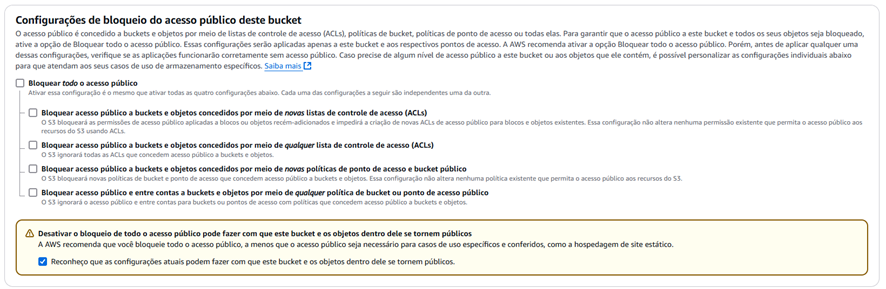 Configurações de bloqueio do acesso público deste bucket
O acesso público é concedido a buckets e objetos por meio de listas de controle de acesso (ACLs), políticas de bucket, políticas de ponto de acesso ou todas elas. Para garantir que o acesso público a este bucket e todos os seus objetos seja bloqueado,
ative a opção de Bloquear todo o acesso público. Essas configurações serão aplicadas apenas a este bucket e aos respectivos pontos de acesso. A AWS recomenda ativar a opção Bloquear todo o acesso público. Porém, antes de aplicar qualquer uma
dessas configurações, verifique se as aplicações funcionarão corretamente sem acesso público. Caso precise de algum nível de acesso público a este bucket ou aos objetos que ele contém, é possível personalizar as configurações individuais abaixo
para que atendam aos seus casos de uso de armazenamento específicos. Saiba mais
Bloquear todo o acesso público
Ativar essa configuração é o mesmo que ativar todas as quatro configurações abaixo. Cada uma das configurações a seguir são independentes uma da outra.
Bloquear acesso público a buckets e objetos concedidos por meio de novas listas de controle de acesso (ACLs)
O S3 bloqueará as permissões de acesso público aplicadas a blocos ou objetos recém-adicionados e impedirá a criação de novas ACLs de acesso público para blocos e objetos existentes. Essa configuração não altera nenhuma permissão existente que permita o acesso público aos
recursos do S3 usando ACLs.
Bloquear acesso público a buckets e objetos concedidos por meio de qualquer lista de controle de acesso (ACLs)
O S3 ignorará todas as ACLs que concedem acesso público a buckets e objetos.
Bloquear acesso público a buckets e objetos concedidos por meio de novas políticas de ponto de acesso e bucket público
O S3 bloqueará novas políticas de bucket e ponto de acesso que concedem acesso público a buckets e objetos. Essa configuração não altera nenhuma política existente que permita o acesso público aos recursos do S3.
Bloquear acesso público e entre contas a buckets e objetos por meio de qualquer política de bucket ou ponto de acesso público
O S3 ignorará o acesso público e entre contas para buckets ou pontos de acesso com políticas que concedem acesso público a buckets e objetos.
Desativar o bloqueio de todo o acesso público pode fazer com que este bucket e os objetos dentro dele se tornem públicos
A AWS recomenda que você bloqueie todo o acesso público, a menos que o acesso público seja necessário para casos de uso específicos e conferidos, como a hospedagem de site estático.
Reconheço que as configurações atuais podem fazer com que este bucket e os objetos dentro dele se tornem públicos.